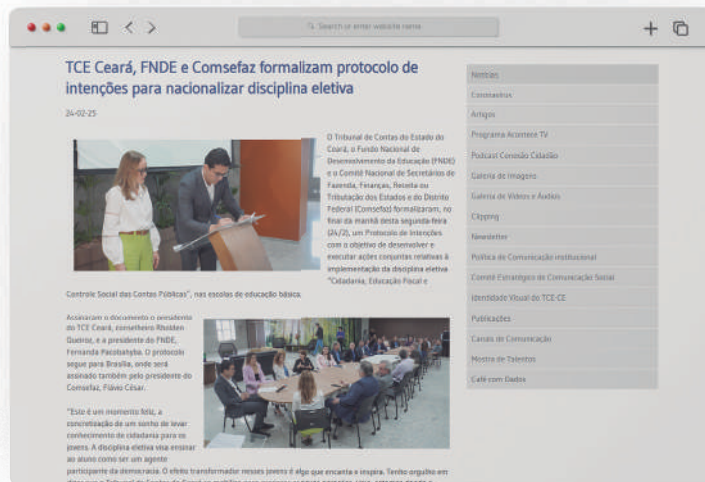 Search or enter website name
TCE Ceará, FNDE e Comsefaz formalizam protocolo de
intenções para nacionalizar disciplina eletiva
24-02-25
O Tribunal de Contas do Estado do
Ceará, o Fundo Nacional de
Desenvolvimento da Educação (FNDE)
e o Comitê Nacional de Secretários de
Fazenda, Finanças, Receita ou
Tributação dos Estados e do Distrito
Federal (Comsefaz) formalizaram, no
final da manhã desta segunda-feira
(24/2), um Protocolo de Intenções
com o objetivo de desenvolver e
executar ações conjuntas relativas à
implementação da disciplina eletiva
"Cidadania, Educação Fiscal e
Controle Social das Contas Públicas", nas escolas de educação básica.
Assinaram o documento o presidente
do TCE Ceará, conselheiro Rholden
Queiroz, e a presidente do FNDE,
Fernanda Pacobahyba. O protocolo
segue para Brasília, onde será
assinado também pelo presidente do
Comsefaz, Flávio César.
"Este é um momento feliz, a
concretização de um sonho de levar
conhecimento de cidadania para os
jovens. A disciplina eletiva visa ensinar
ao aluno como ser um agente
participante da democracia. O efeito transformador nesses jovens é algo que encanta e inspira. Tenho orgulho em
Notícias
Coronavírus
Artigos
Programa Acontece TV
Podcast Conexão Cidadão
Galeria de Imagens
Galeria de Vídeos e Áudios
Clipping
Newsletter
Política de Comunicação Institucional
Comitê Estratégico de Comunicação Social
Identidade Visual do TCE-CE
Publicações
Canais de Comunicação
Mostra de Talentos
Café com Dados